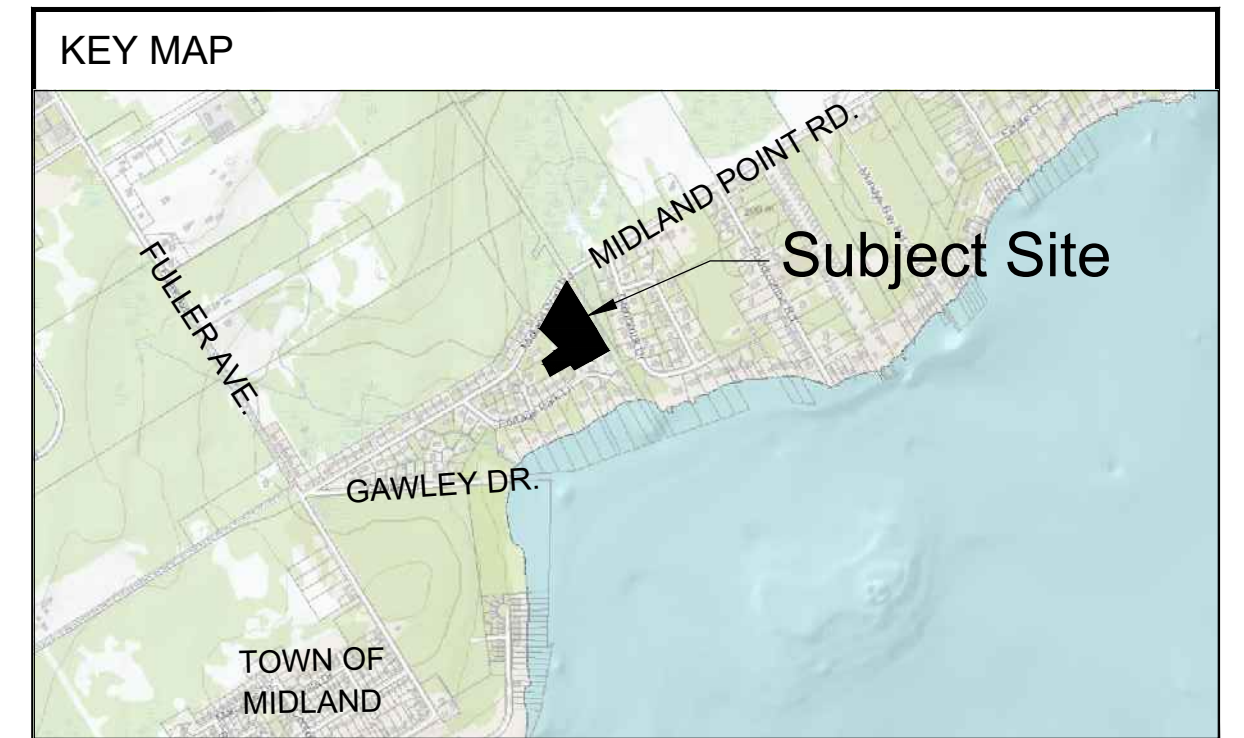 KEY MAP
MIDLAND POINT RD.
Subject Site
FULLER AVE.
GAWLEY DR.
TOWN OF
MIDLAND